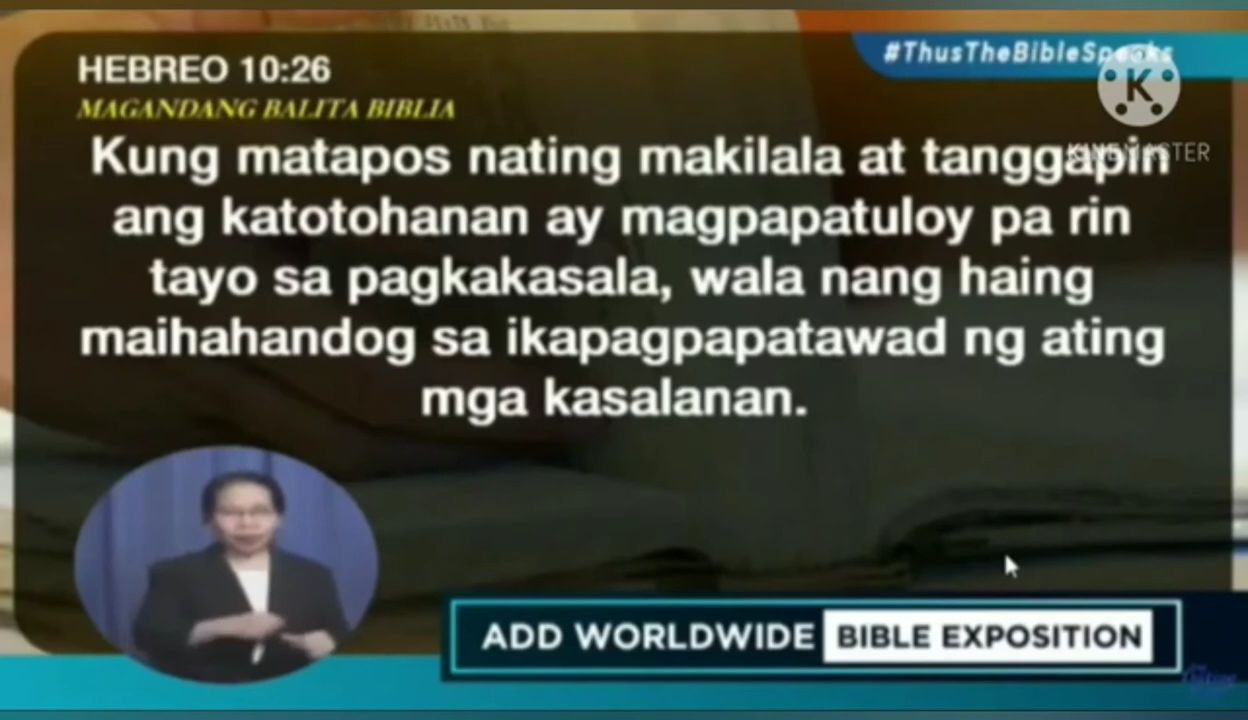 HEBREO 10:26
#ThusTheBibleSpeaks
MAGANDANG BALITA BIBLIA
K
KINEMASTER
Kung matapos nating makilala at tanggapin
ang katotohanan ay magpapatuloy pa rin
tayo sa pagkakasala, wala nang haing
maihahandog sa ikapagpapatawad ng ating
mga kasalanan.
ADD WORLDWIDE BIBLE EXPOSITION